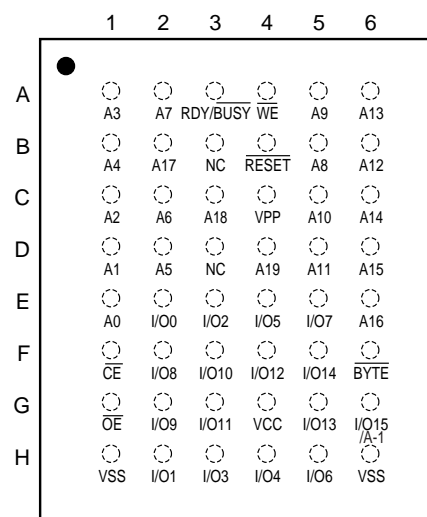 1 2 3 4 5 6
A
A3 A7 RDY/BUSY WE A9 A13
B
A4 A17 NC RESET A8 A12
C
A2 A6 A18 VPP A10 A14
D
A1 A5 NC A19 A11 A15
E
A0 I/O0 I/O2 I/O5 I/O7 A16
F
CE I/O8 I/O10 I/O12 I/O14 BYTE
G
OE I/O9 I/O11 VCC I/O13 I/O15
/A-1
H
VSS I/O1 I/O3 I/O4 I/O6 VSS